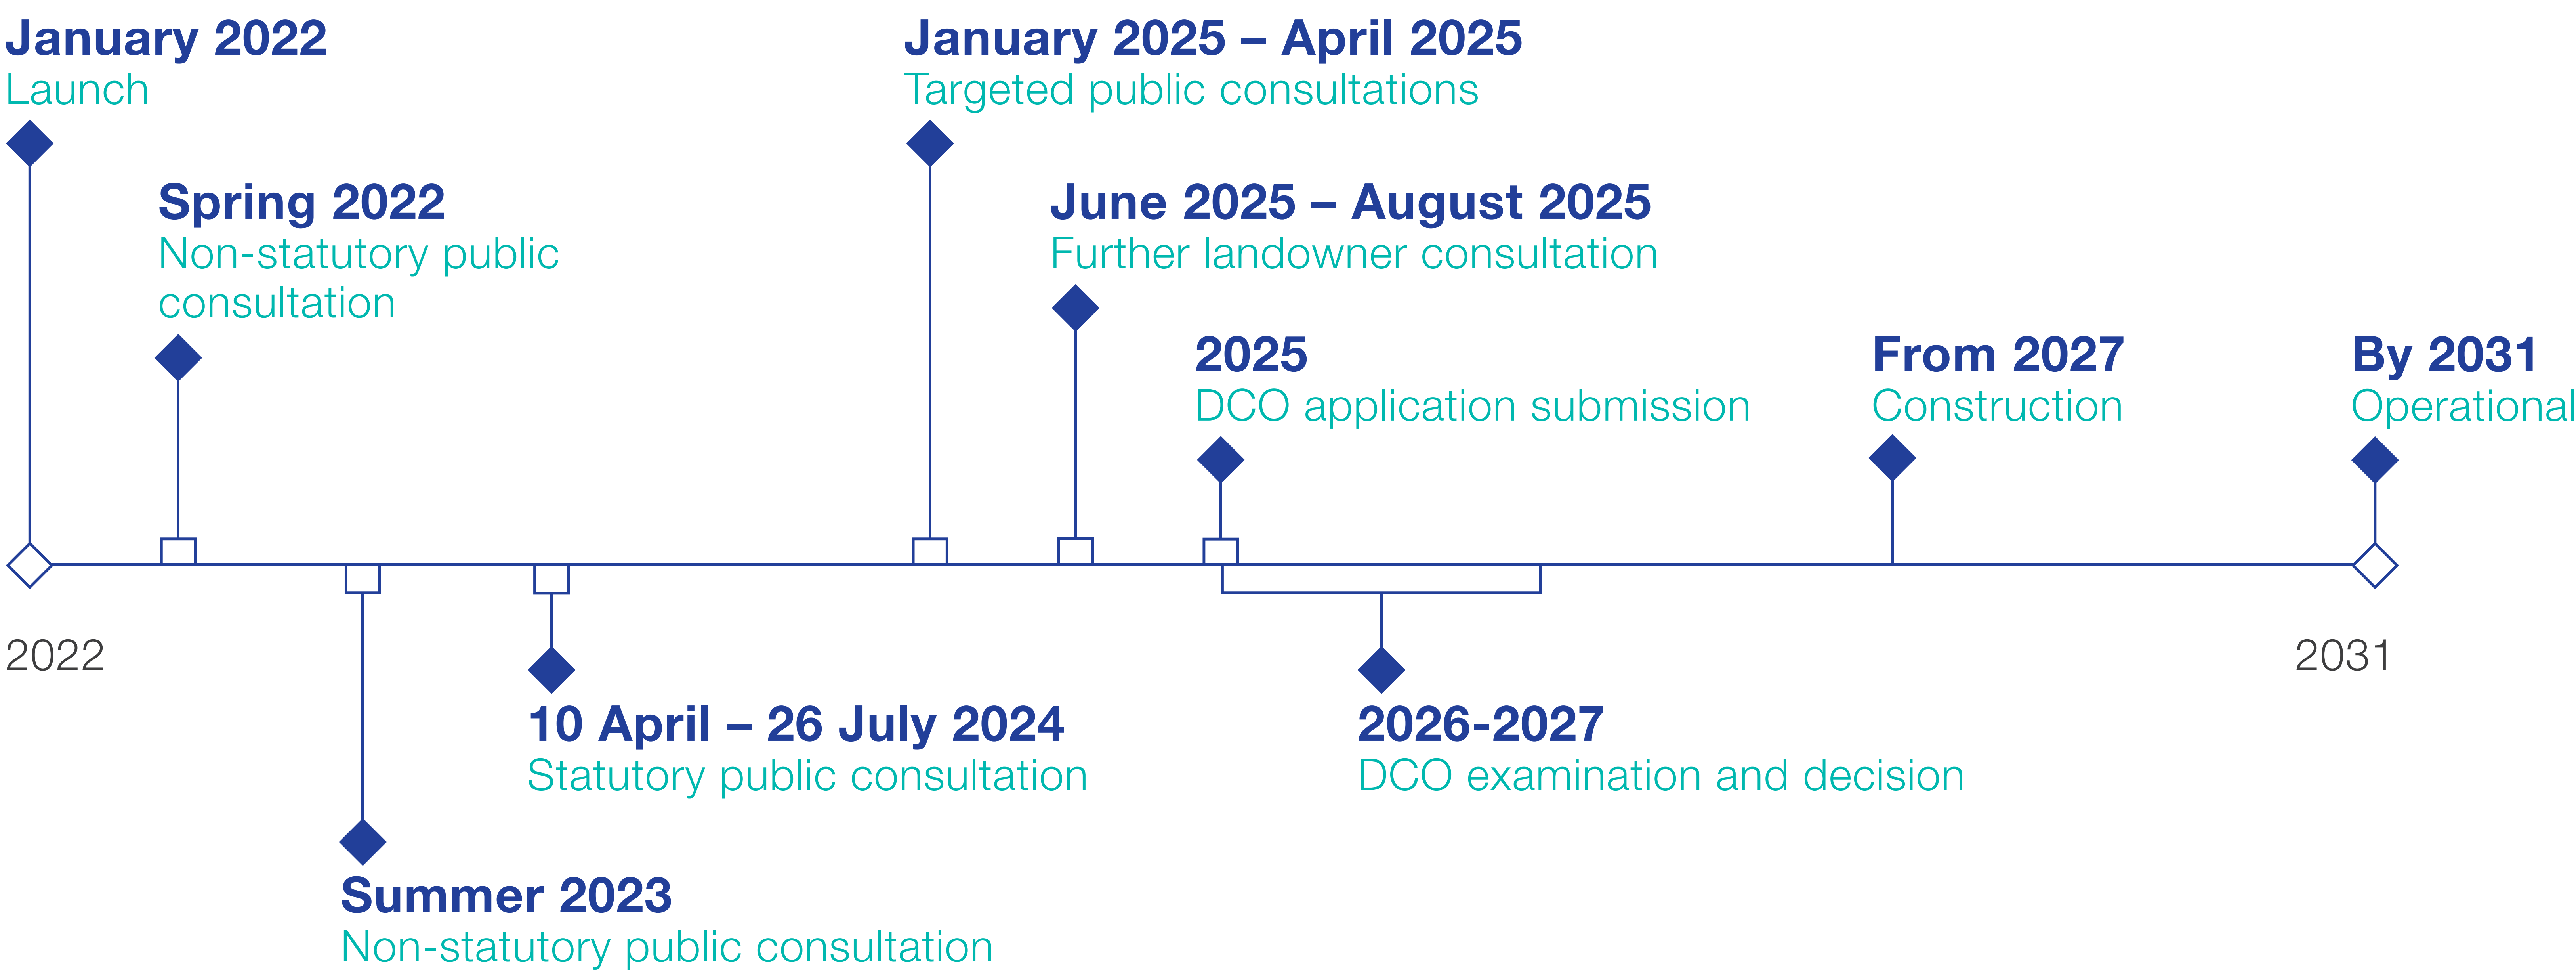 January 2022
Launch
January 2025 – April 2025
Targeted public consultations
Spring 2022
Non-statutory public
consultation
June 2025 – August 2025
Further landowner consultation
2025
DCO application submission
From 2027
Construction
By 2031
Operational
2022
2031
10 April – 26 July 2024
Statutory public consultation
2026-2027
DCO examination and decision
Summer 2023
Non-statutory public consultation